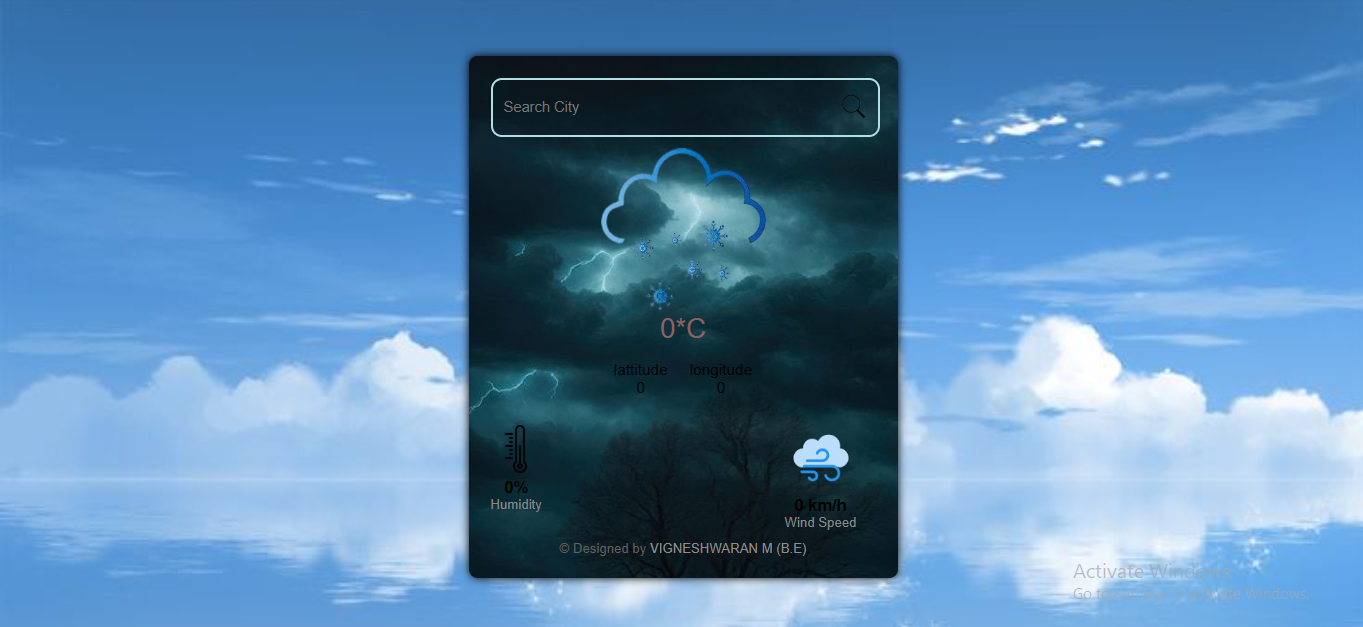 Search City
0*C
lattitude longitude
0 0
0%
Humidity
0 km/h
Wind Speed
© Designed by VIGNESHWARAN M (B.E)
Activate Windows
Go to Settings to activate Windows.